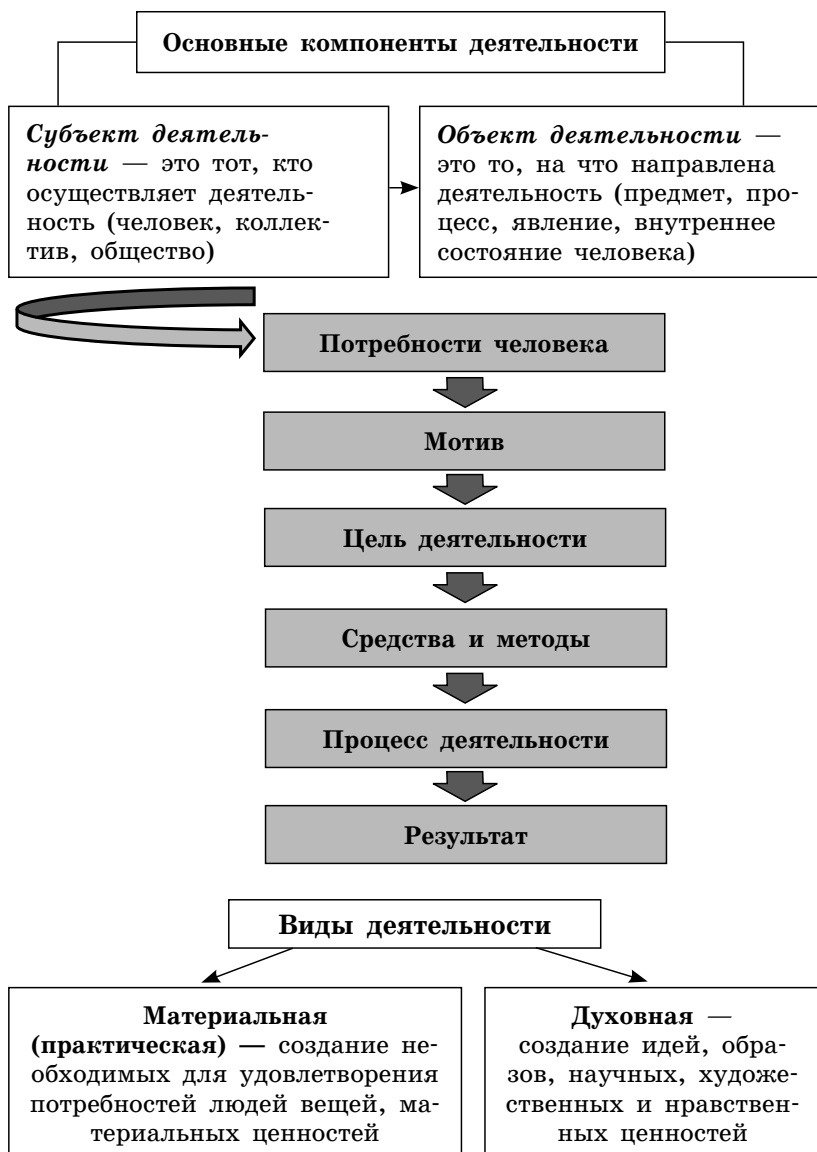 Основные компоненты деятельности
Субъект деятель-
ности — это тот, кто
осуществляет деятель-
ность (человек, коллек-
тив, общество)
Объект деятельности —
это то, на что направлена
деятельность (предмет, про-
цесс, явление, внутреннее
состояние человека)
Потребности человека
Мотив
Цель деятельности
Средства и методы
Процесс деятельности
Результат
Виды деятельности
Материальная
(практическая) — создание не-
обходимых для удовлетворения
потребностей людей вещей, ма-
териальных ценностей
Духовная —
создание идей, обра-
зов, научных, художе-
ственных и нравствен-
ных ценностей